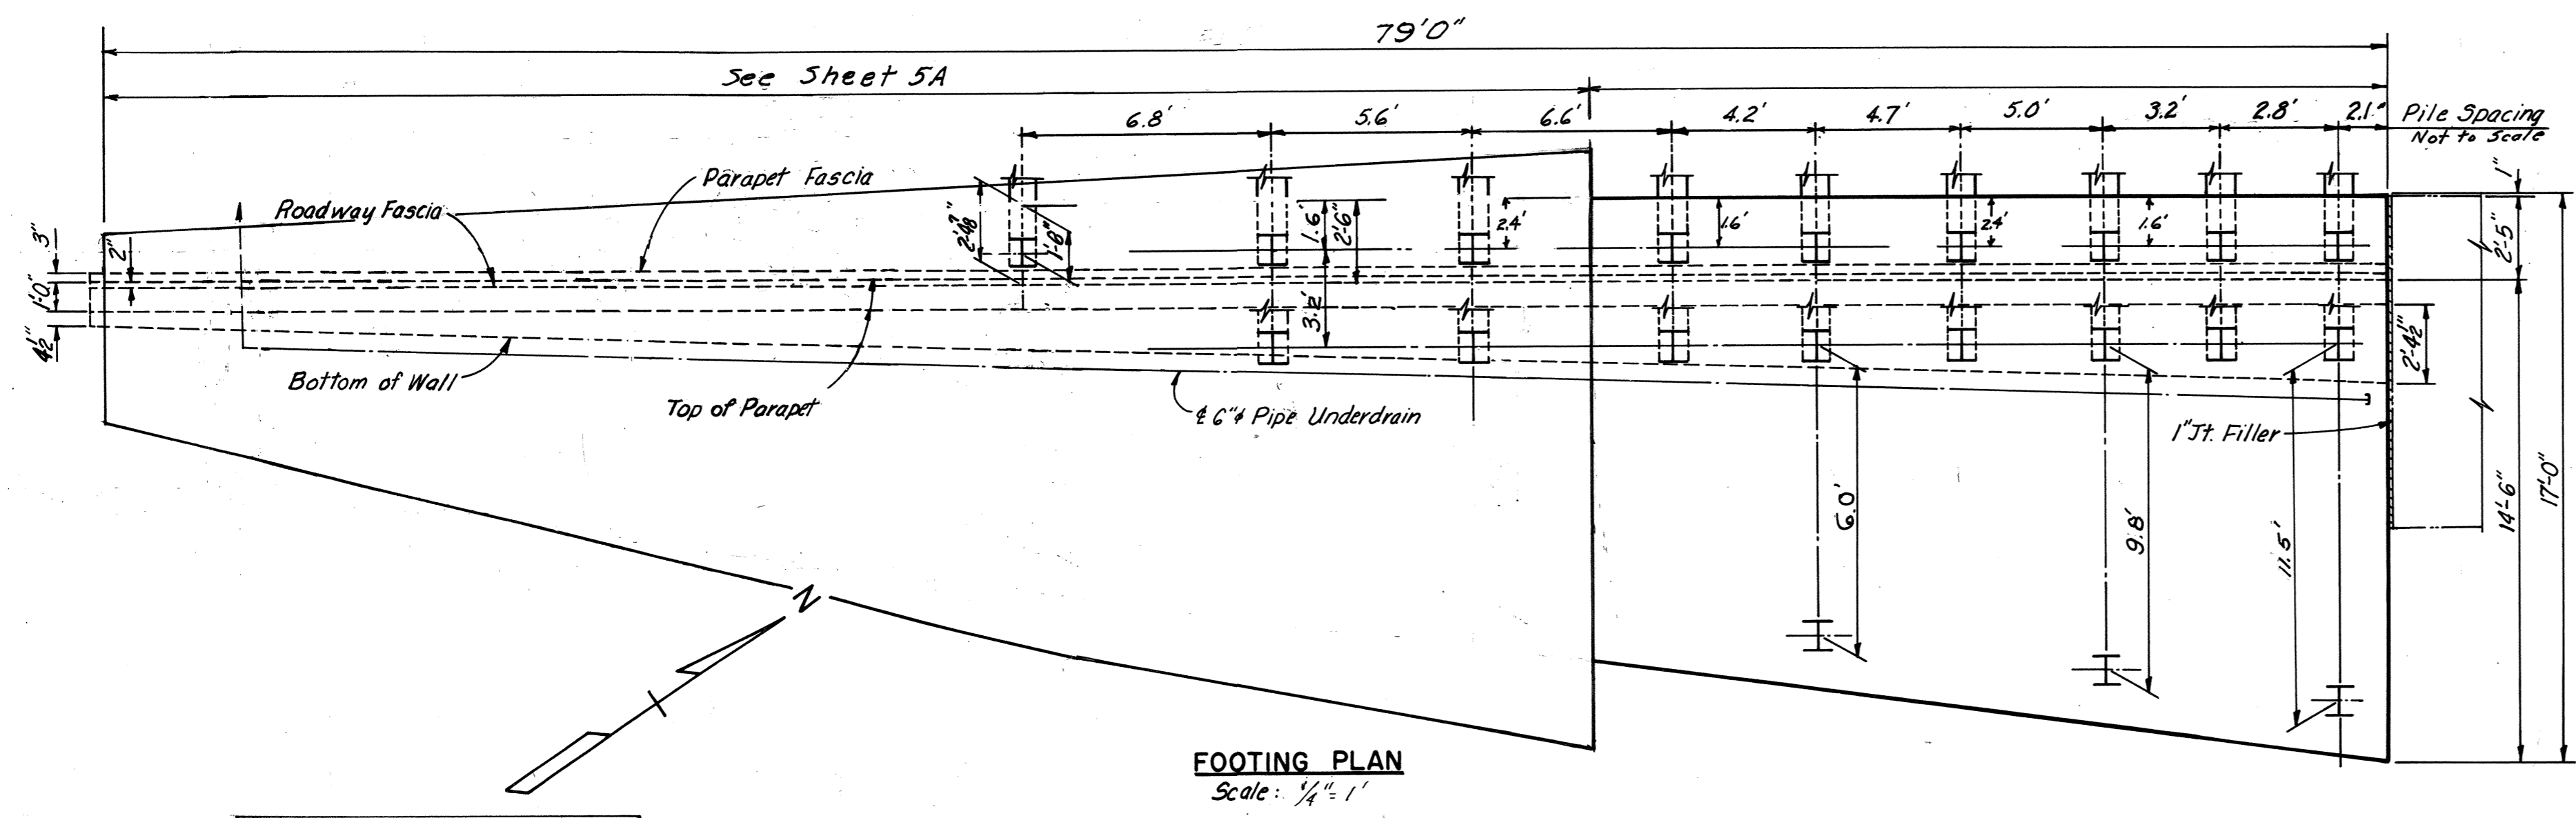 79'0"
See Sheet 5A
6.8' 5.6' 6.6' 4.2' 4.7' 5.0' 3.2' 2.8' 2.1' Pile Spacing
Not to Scale
1"
Parapet Fascia
Roadway Fascia
3"
2"
1'-0"
4½"
2'-4⅞"
1'-8"
1.6'
2'-6"
3.2'
2.4'
1.6'
2.4'
1.6'
2'-5"
2'-4½"
Bottom of Wall
Top of Parapet
℄ 6"φ Pipe Underdrain
1" Jt. Filler
6.0'
9.8'
11.5'
14'-6"
17'-0"
N
FOOTING PLAN
Scale: 1/4" = 1'